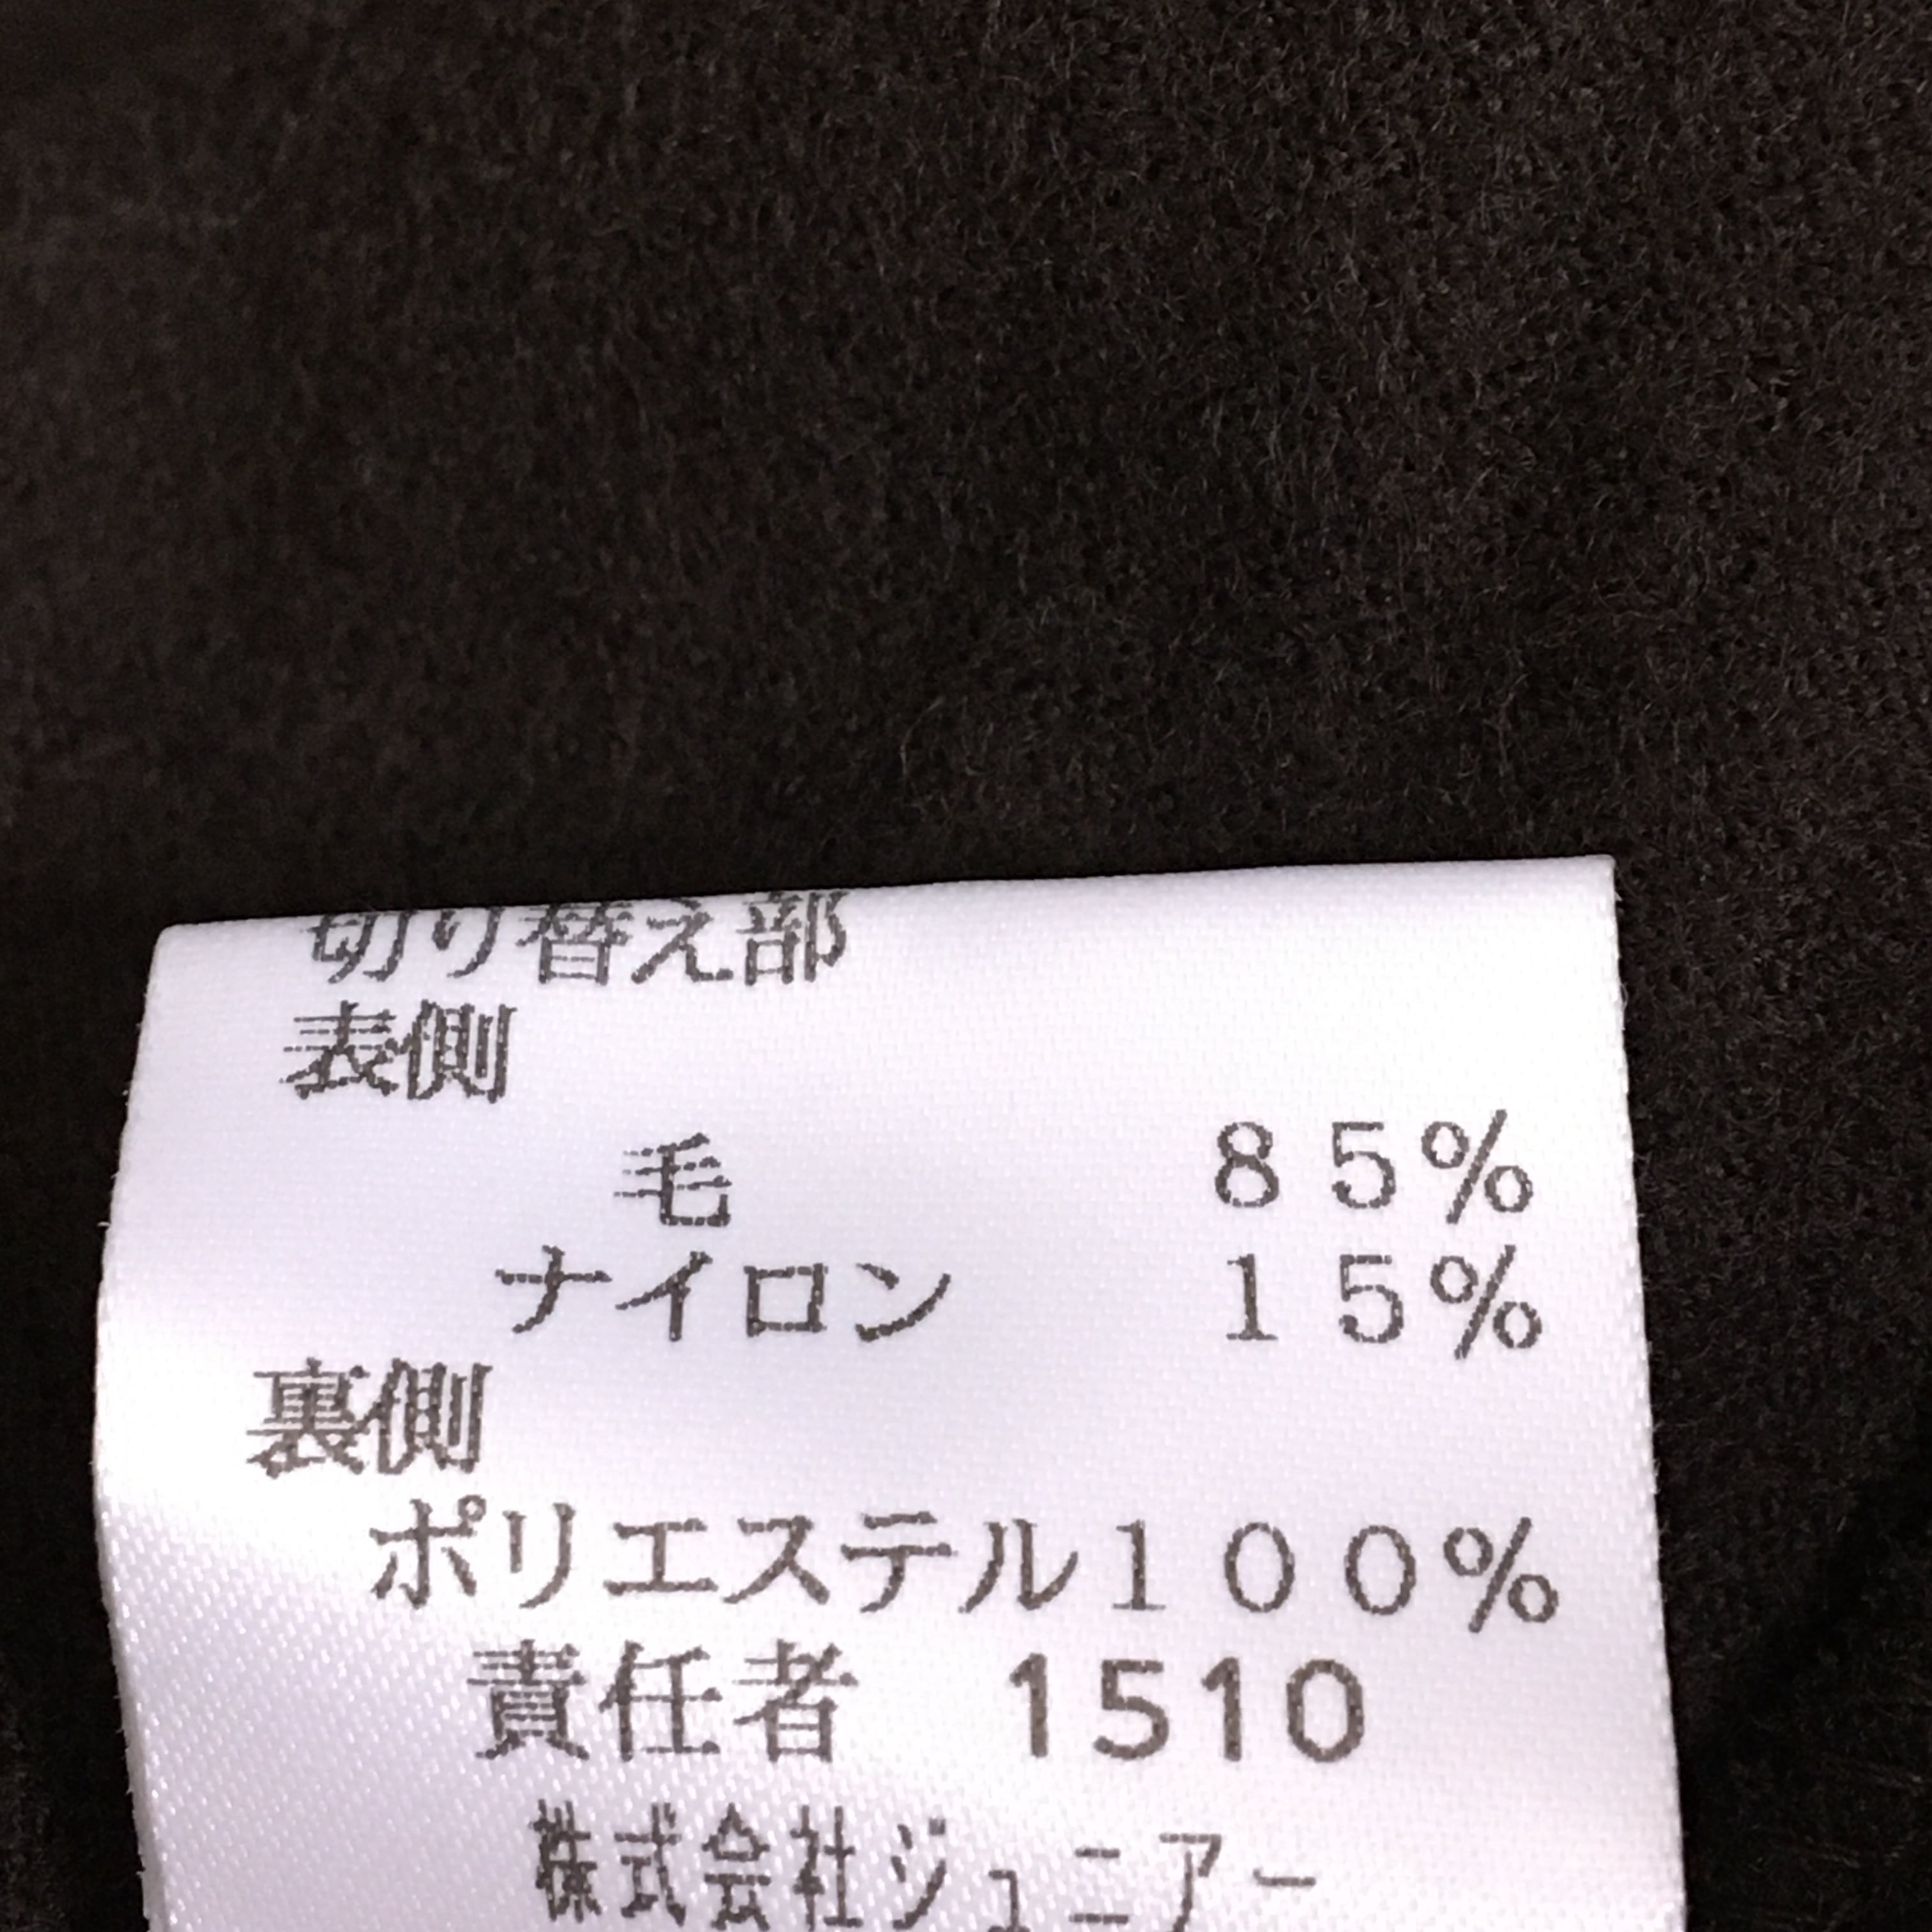 切り替え部
表側
毛 85%
ナイロン 15%
裏側
ポリエステル100%
責任者 1510
株式会社ジュニアー